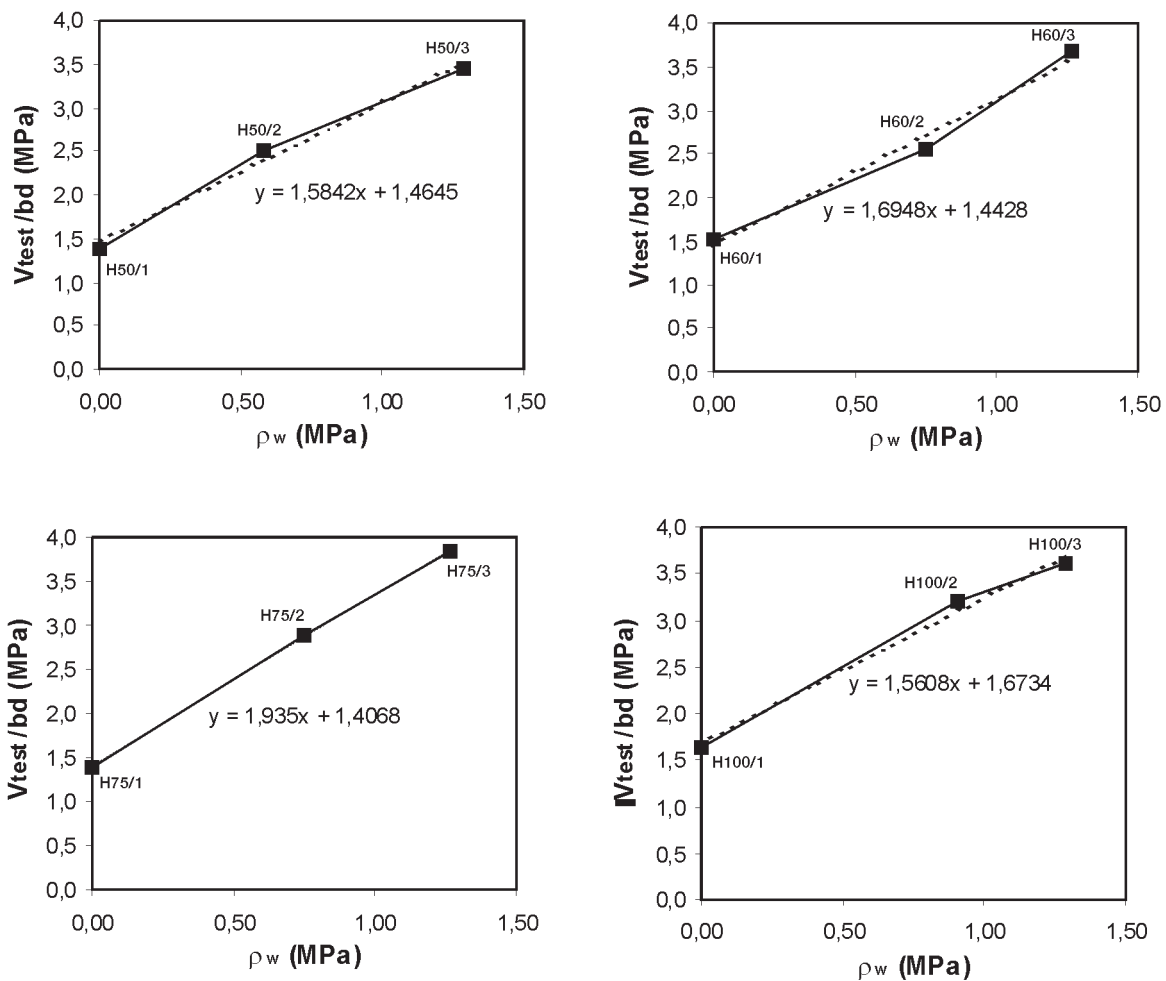 4,0
3,5
3,0
2,5
2,0
1,5
1,0
0,5
0,0
Vtest /bd (MPa)
H50/3
H50/2
H50/1
y = 1,5842x + 1,4645
0,00 0,50 1,00 1,50
ρw (MPa)
4,0
3,5
3,0
2,5
2,0
1,5
1,0
0,5
0,0
Vtest /bd (MPa)
H60/3
H60/2
H60/1
y = 1,6948x + 1,4428
0,00 0,50 1,00 1,50
ρw (MPa)
4,0
3,5
3,0
2,5
2,0
1,5
1,0
0,5
0,0
Vtest /bd (MPa)
H75/3
H75/2
H75/1
y = 1,935x + 1,4068
0,00 0,50 1,00 1,50
ρw (MPa)
4,0
3,5
3,0
2,5
2,0
1,5
1,0
0,5
0,0
Vtest /bd (MPa)
H100/3
H100/2
H100/1
y = 1,5608x + 1,6734
0,00 0,50 1,00 1,50
ρw (MPa)